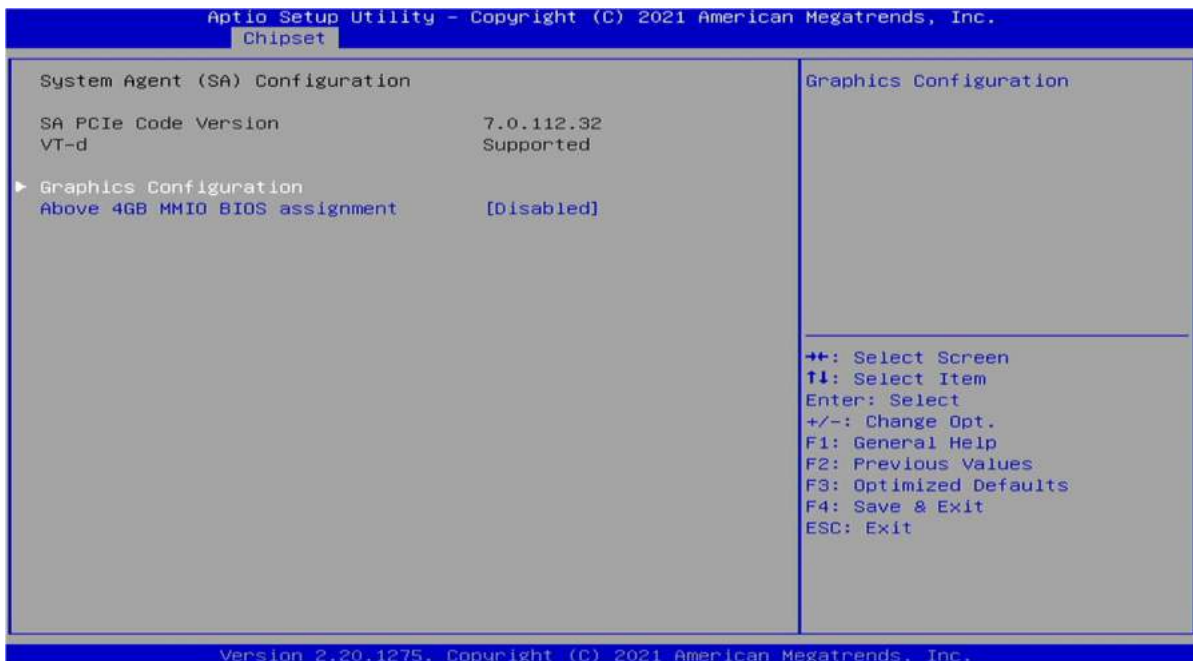 Aptio Setup Utility - Copyright (C) 2021 American Megatrends, Inc.
Chipset
System Agent (SA) Configuration
SA PCIe Code Version 7.0.112.32
VT-d Supported
► Graphics Configuration
Above 4GB MMIO BIOS assignment [Disabled]
Graphics Configuration
→←: Select Screen
↑↓: Select Item
Enter: Select
+/-: Change Opt.
F1: General Help
F2: Previous Values
F3: Optimized Defaults
F4: Save & Exit
ESC: Exit
Version 2.20.1275. Copyright (C) 2021 American Megatrends, Inc.